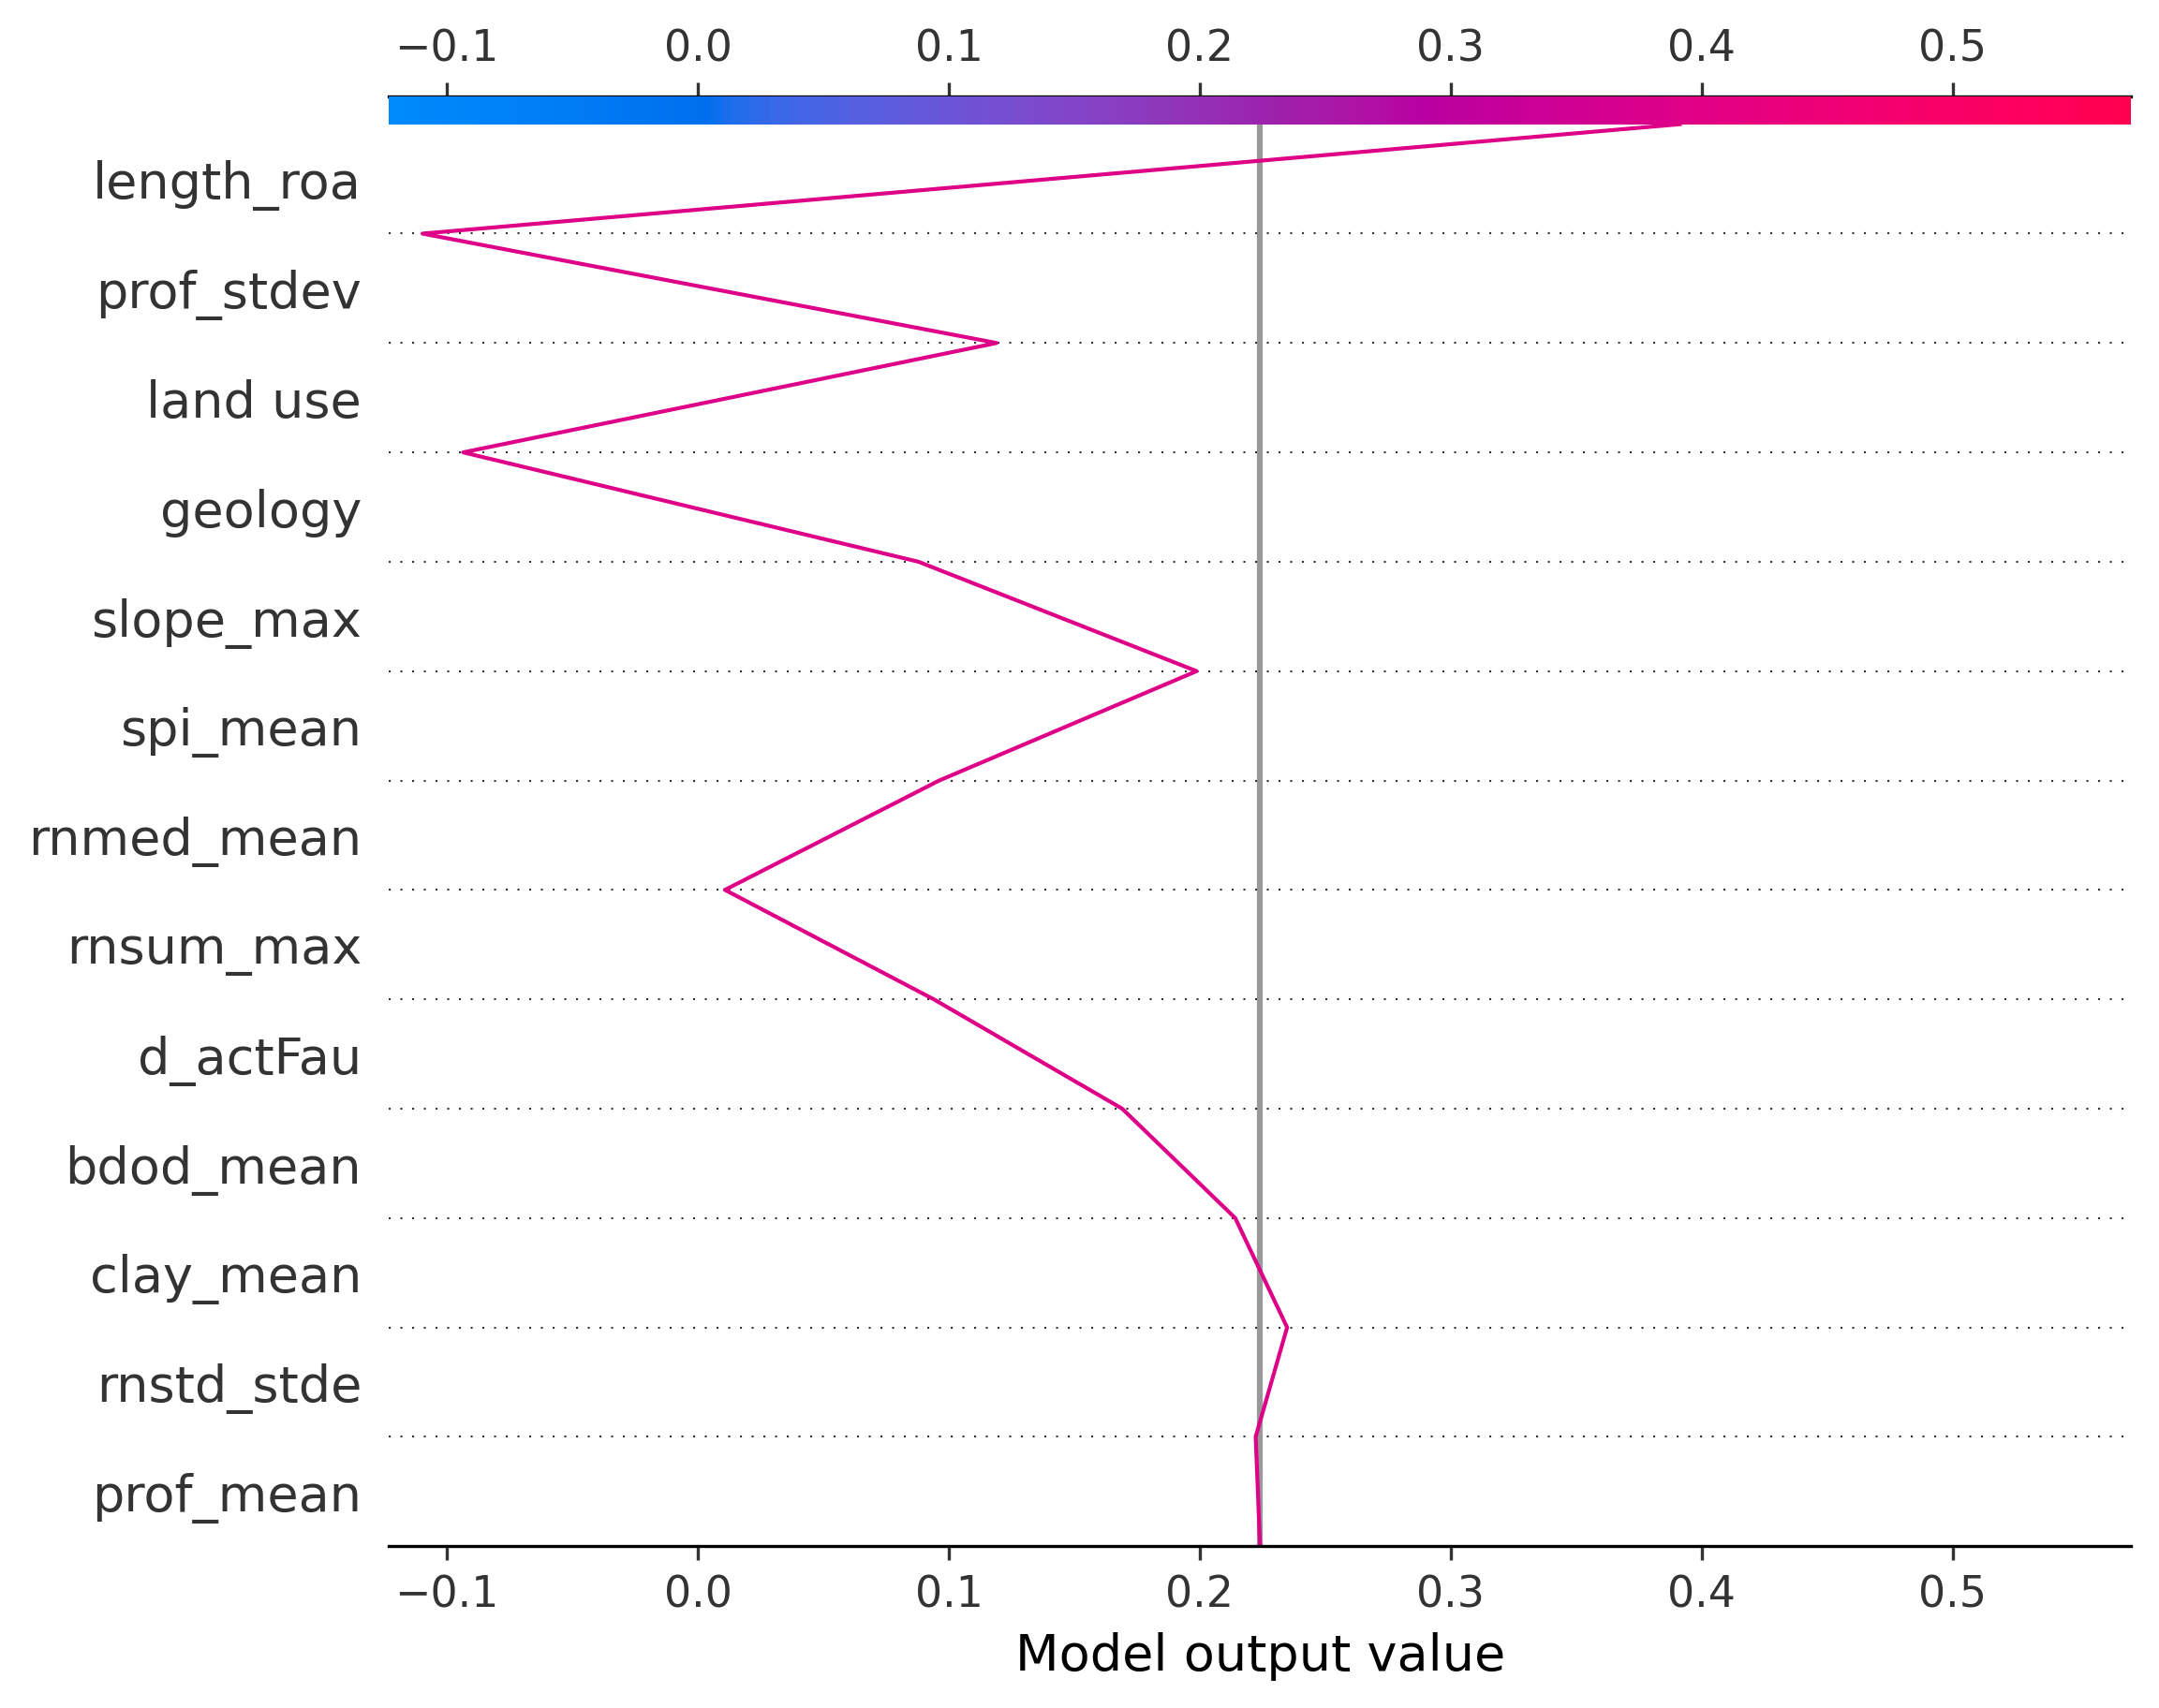 −0.1 0.0 0.1 0.2 0.3 0.4 0.5
length_roa
prof_stdev
land use
geology
slope_max
spi_mean
rnmed_mean
rnsum_max
d_actFau
bdod_mean
clay_mean
rnstd_stde
prof_mean
−0.1 0.0 0.1 0.2 0.3 0.4 0.5
Model output value